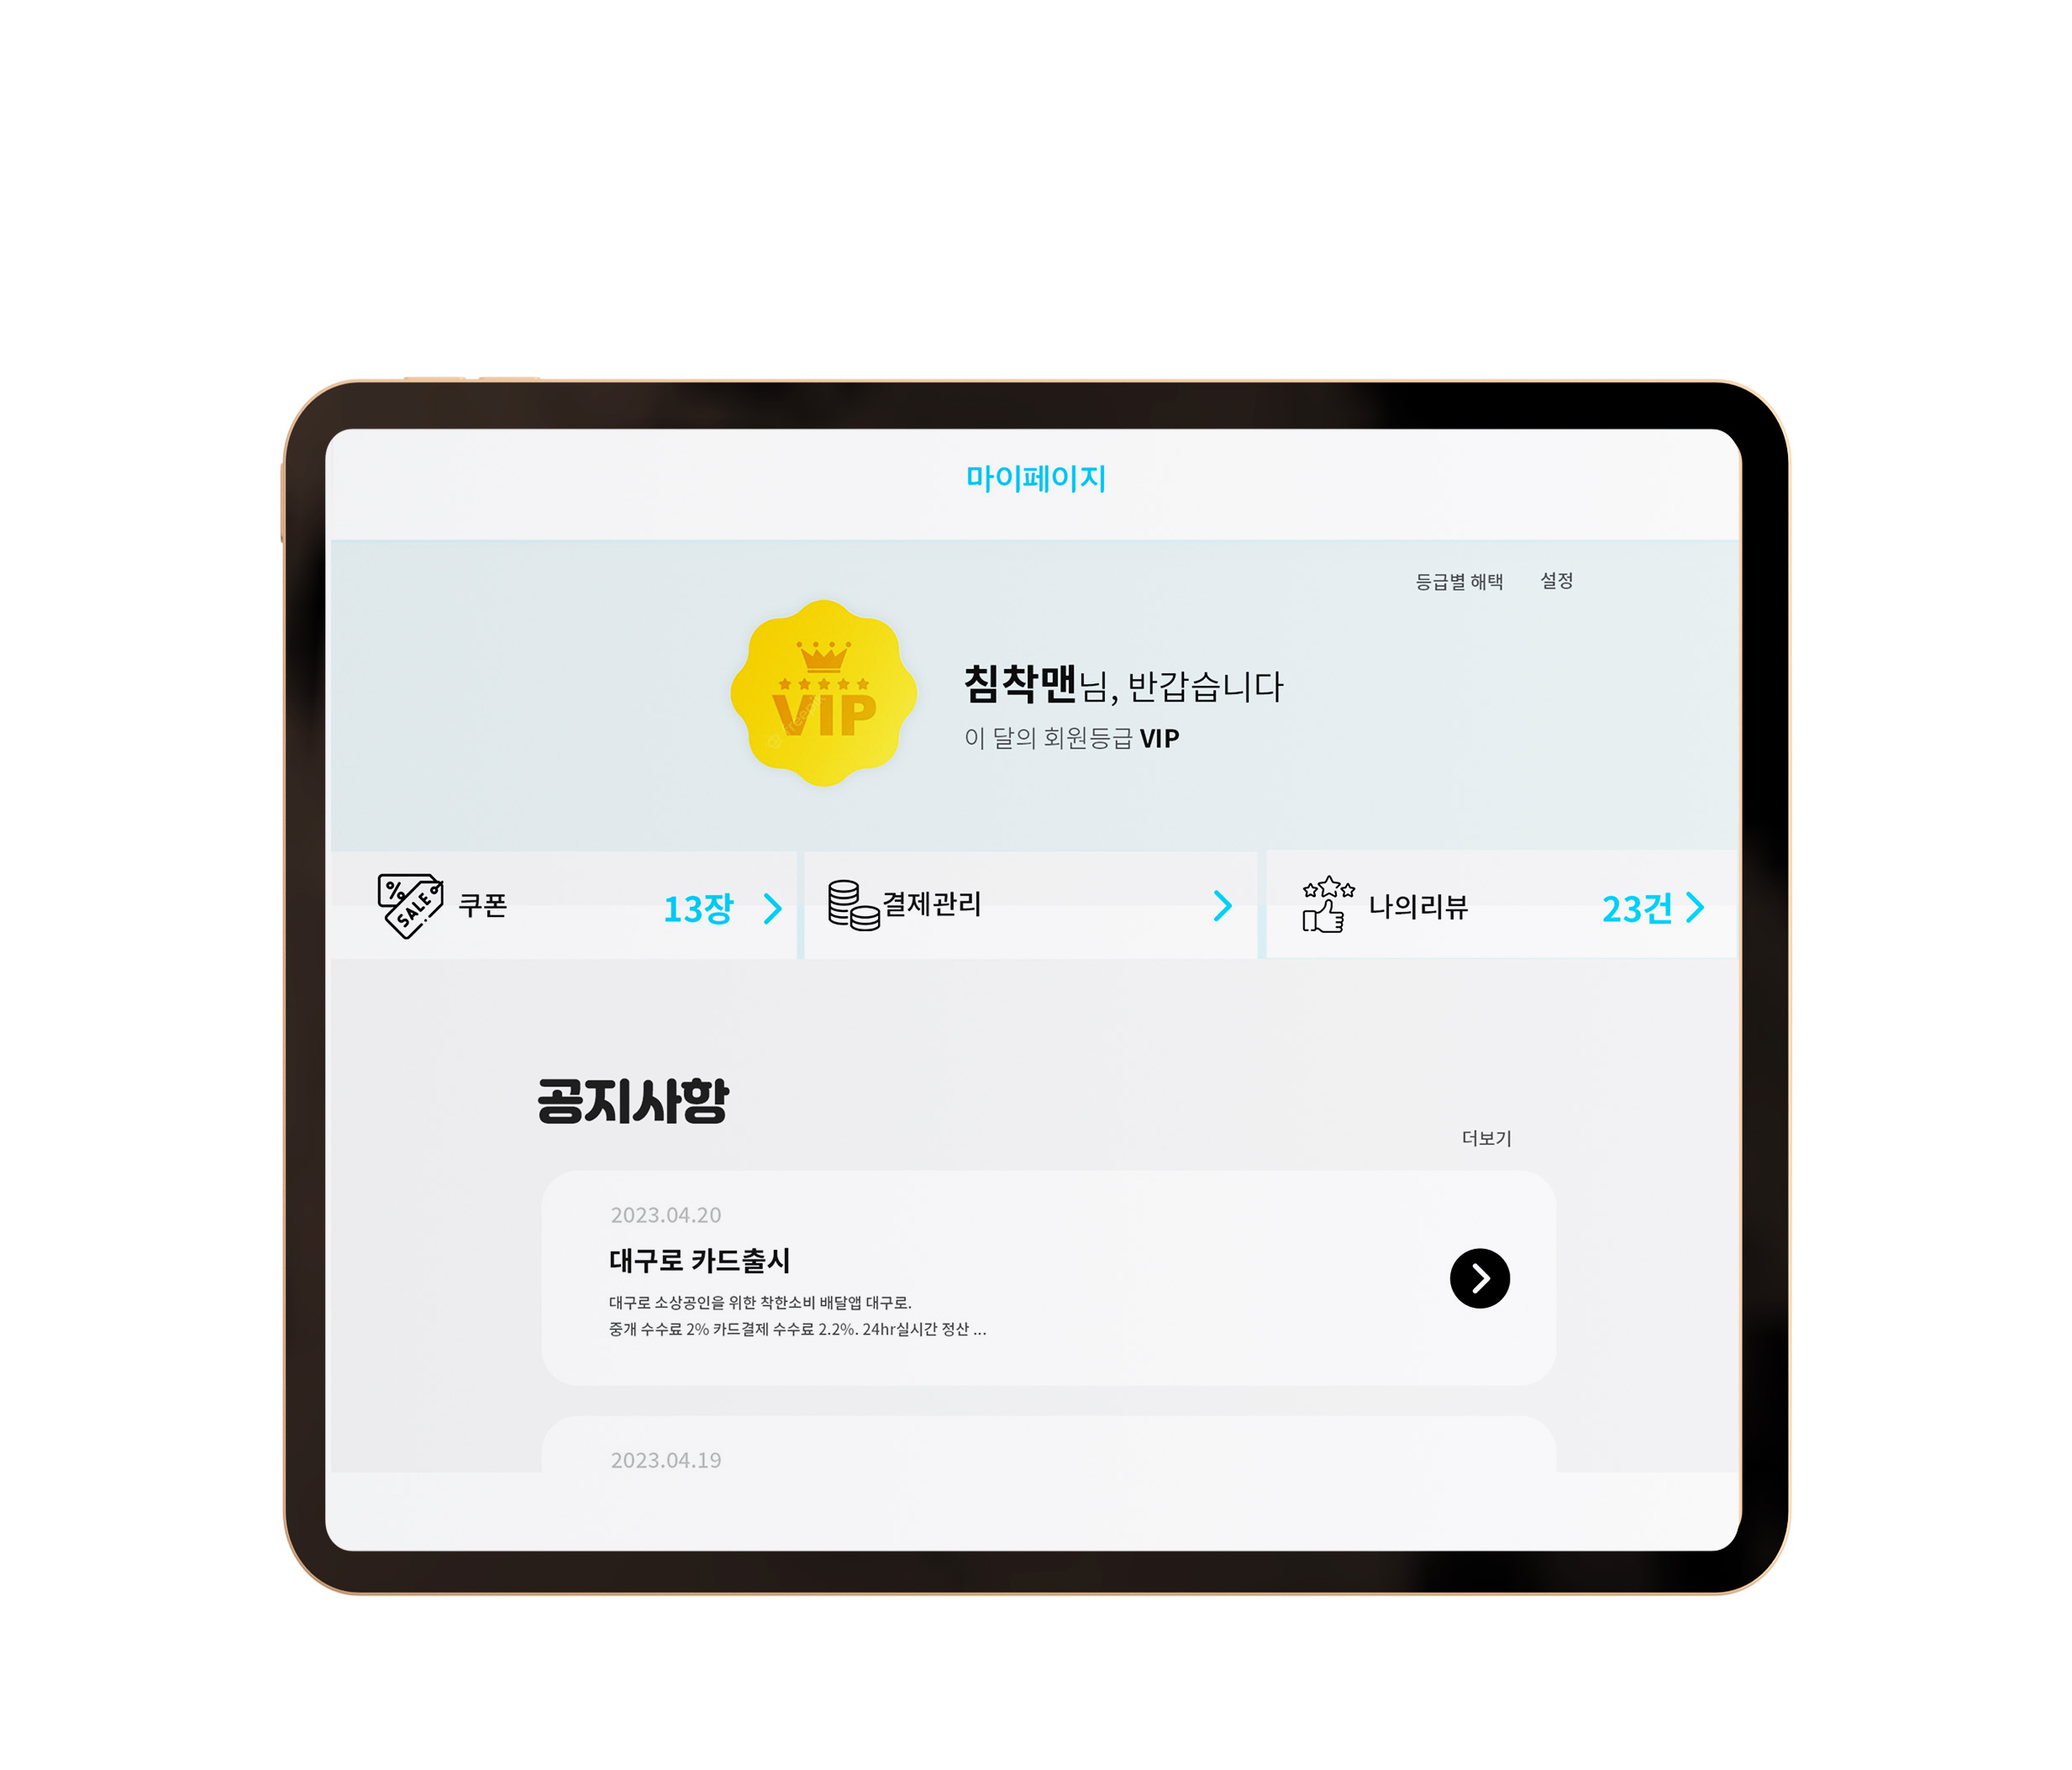 마이페이지
등급별 해택 설정
VIP
침착맨님, 반갑습니다
이 달의 회원등급 VIP
SALE
쿠폰 13장
결제관리
나의리뷰 23건
공지사항
더보기
2023.04.20
대구로 카드출시
대구로 소상공인을 위한 착한소비 배달앱 대구로.
중개 수수료 2% 카드결제 수수료 2.2%. 24hr실시간 정산 ...
2023.04.19